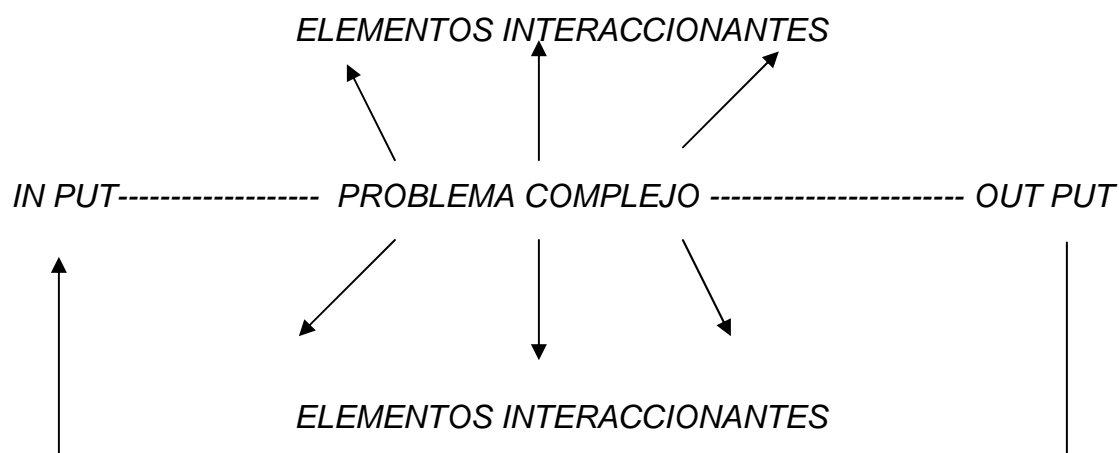 ELEMENTOS INTERACCIONANTES
IN PUT------------------- PROBLEMA COMPLEJO ------------------------ OUT PUT
ELEMENTOS INTERACCIONANTES